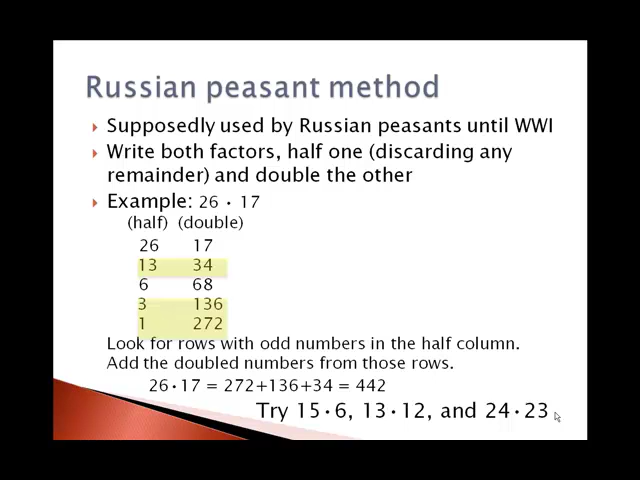 Russian peasant method
Supposedly used by Russian peasants until WWI
Write both factors, half one (discarding any
remainder) and double the other
Example: 26 · 17
(half) (double)
26 17
13 34
6 68
3 136
1 272
Look for rows with odd numbers in the half column.
Add the doubled numbers from those rows.
26·17 = 272+136+34 = 442
Try 15·6, 13·12, and 24·23